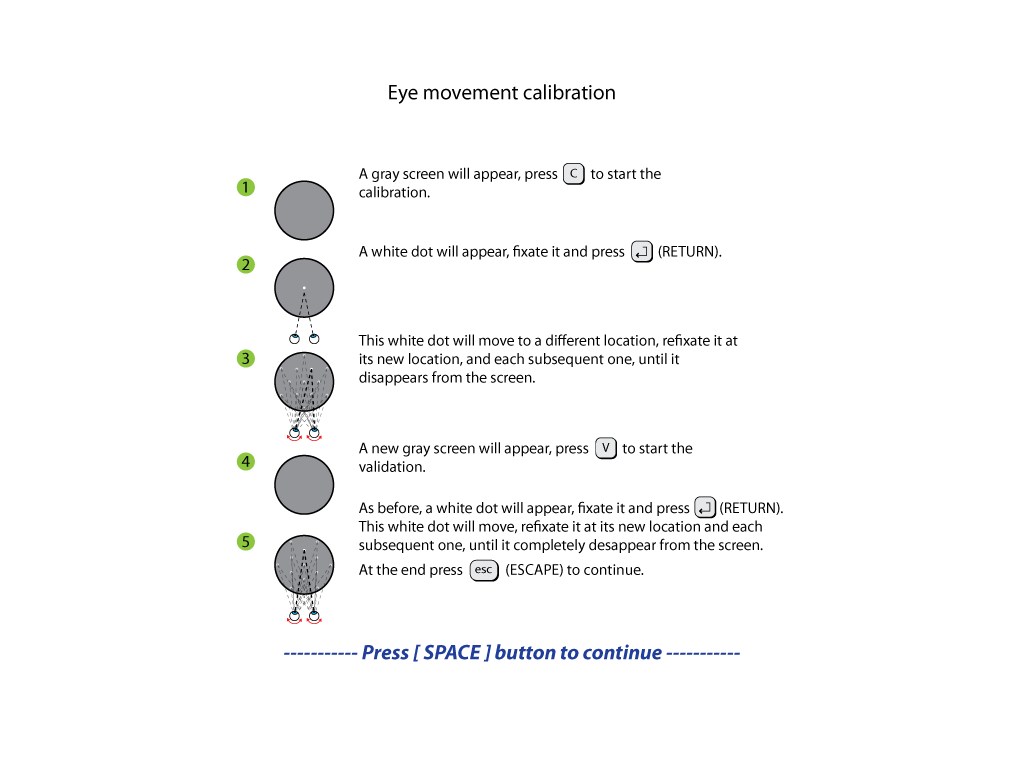 Eye movement calibration
1
A gray screen will appear, press C to start the
calibration.
2
A white dot will appear, fixate it and press ↵ (RETURN).
3
This white dot will move to a different location, refixate it at
its new location, and each subsequent one, until it
disappears from the screen.
4
A new gray screen will appear, press V to start the
validation.
5
As before, a white dot will appear, fixate it and press ↵ (RETURN).
This white dot will move, refixate it at its new location and each
subsequent one, until it completely desappear from the screen.
At the end press esc (ESCAPE) to continue.
----------- Press [ SPACE ] button to continue -----------